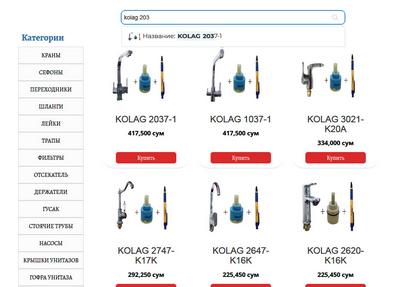 kolag 203
Название: KOLAG 2037-1
Категории
КРАНЫ
СЕФОНЫ
ПЕРЕХОДНИКИ
ШЛАНГИ
ЛЕЙКИ
ТРАПЫ
ФИЛЬТРЫ
ОТСЕКАТЕЛЬ
ДЕРЖАТЕЛИ
ГУСАК
СТОЯЧИЕ ТРУБЫ
НАСОСЫ
КРЫШКИ УНИТАЗОВ
ГОФРА УНИТАЗА
KOLAG 2037-1
417,500 сум
Купить
KOLAG 1037-1
417,500 сум
Купить
KOLAG 3021-
K20A
334,000 сум
Купить
KOLAG 2747-
K17K
292,250 сум
KOLAG 2647-
K16K
225,450 сум
KOLAG 2620-
K16K
225,450 сум